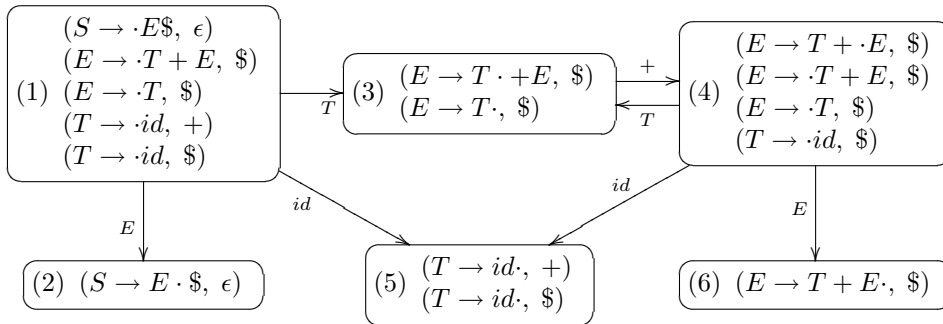 (1) (S → ·E$, ϵ)
(E → ·T + E, $)
(E → ·T, $)
(T → ·id, +)
(T → ·id, $)
T
(3) (E → T · +E, $)
(E → T·, $)
+
T
(4) (E → T + ·E, $)
(E → ·T + E, $)
(E → ·T, $)
(T → ·id, $)
E
id
id
E
(2) (S → E · $, ϵ)
(5) (T → id·, +)
(T → id·, $)
(6) (E → T + E·, $)